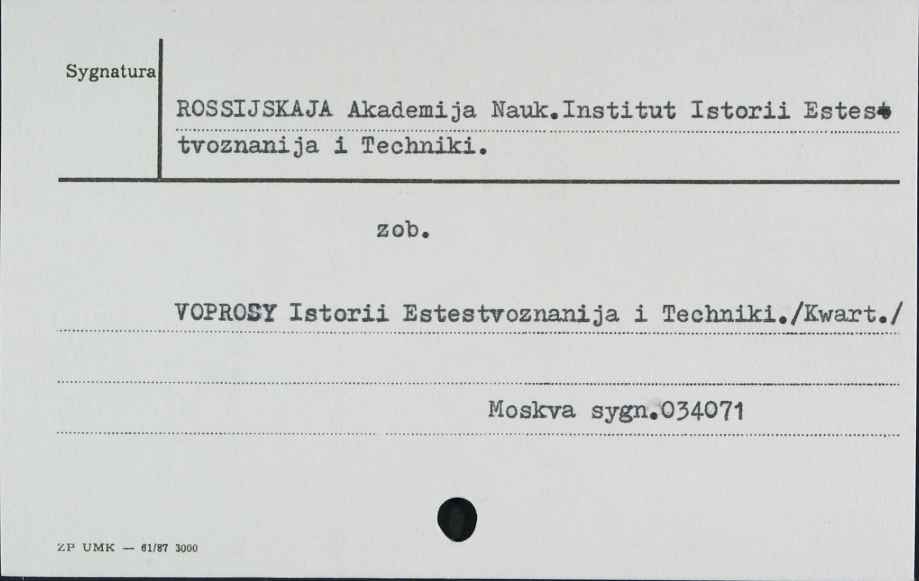 Sygnatura
ROSSIJSKAJA Akademija Nauk.Institut Istorii Estest
tvoznanija i Techniki.
zob.
VOPROSY Istorii Estestvoznanija i Techniki./Kwart./
Moskva sygn.034071
ZP UMK — 61/87 3000